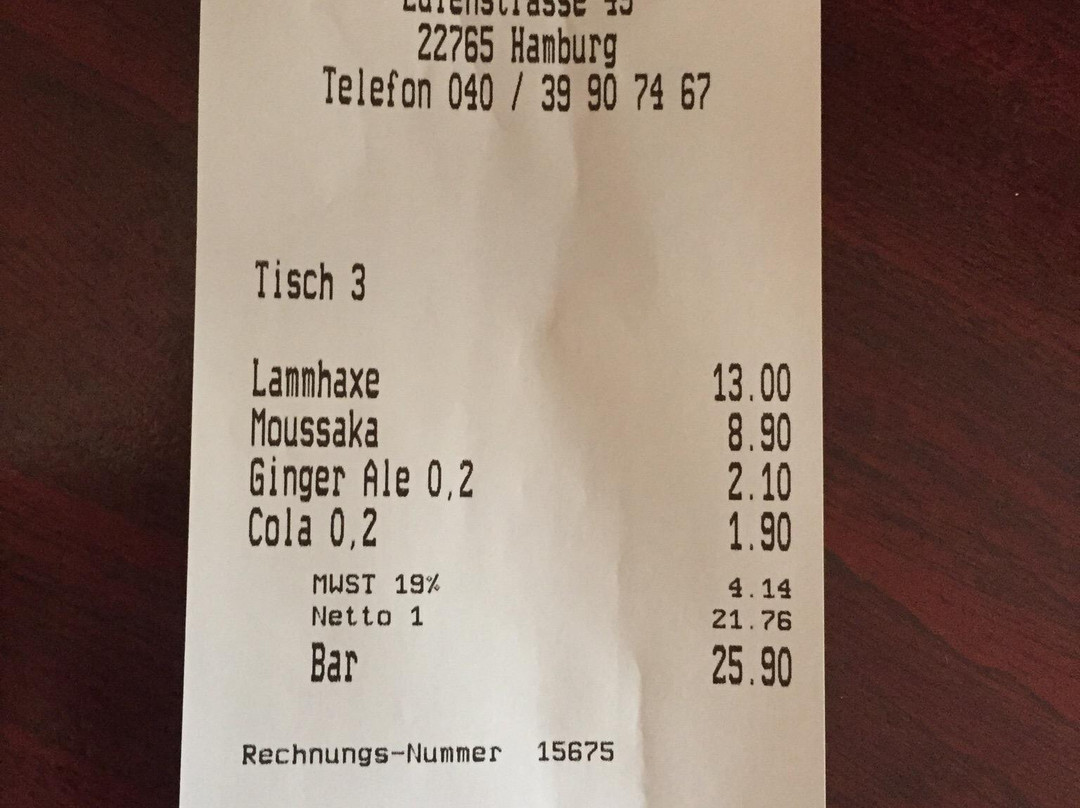 22765 Hamburg
Telefon 040 / 39 90 74 67
Tisch 3
Lammhaxe 13.00
Moussaka 8.90
Ginger Ale 0,2 2.10
Cola 0,2 1.90
MWST 19% 4.14
Netto 1 21.76
Bar 25.90
Rechnungs-Nummer 15675